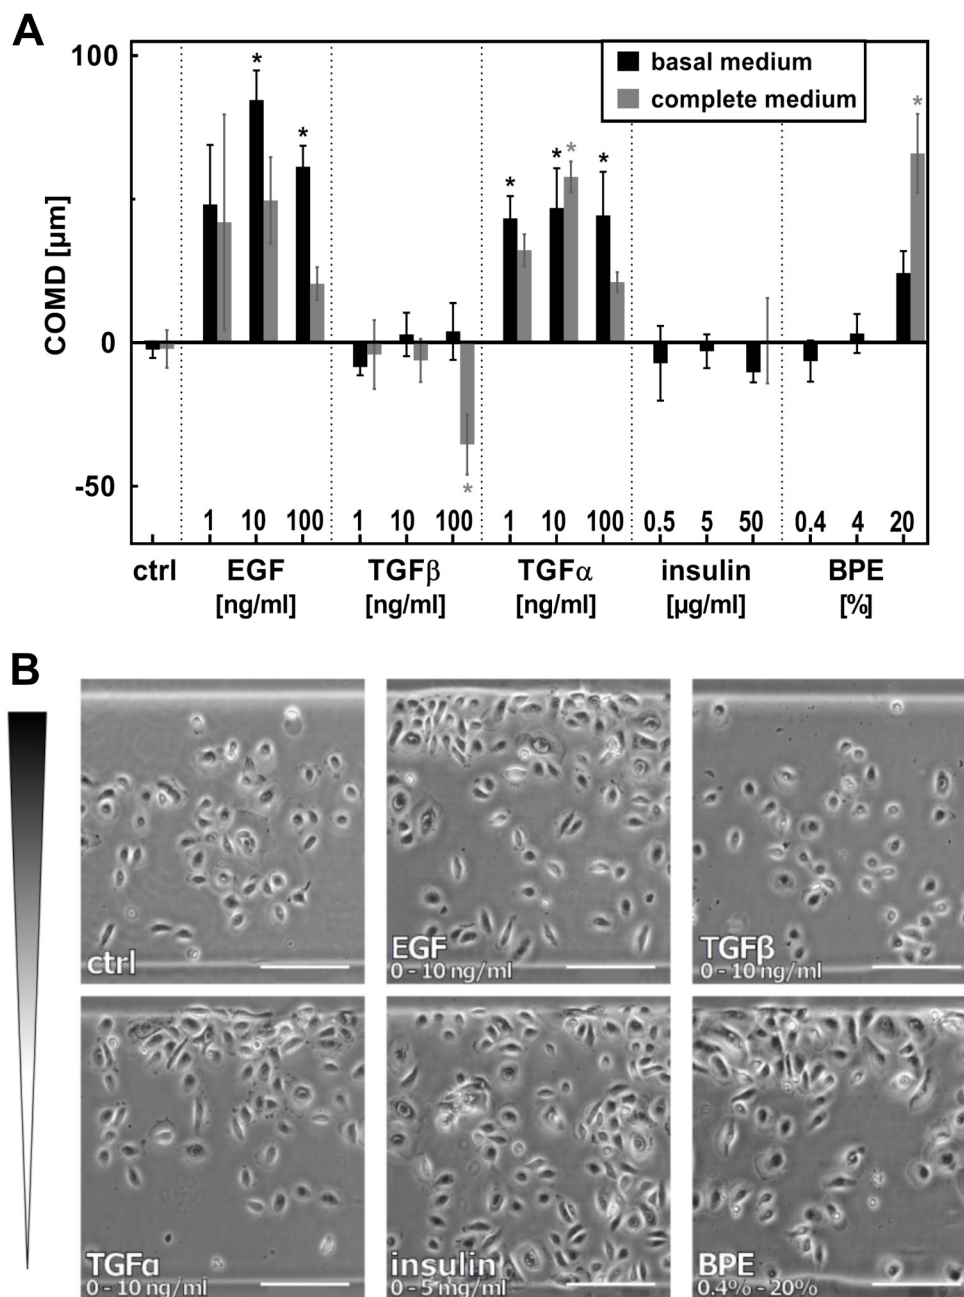 A
100
0
-50
COMD [µm]
basal medium
complete medium
* * * * * * * * *
1 10 100 1 10 100 1 10 100 0.5 5 50 0.4 4 20
ctrl EGF TGFβ TGFα insulin BPE
[ng/ml] [ng/ml] [ng/ml] [µg/ml] [%]
B
ctrl
EGF
0 - 10 ng/ml
TGFβ
0 - 10 ng/ml
TGFα
0 - 10 ng/ml
insulin
0 - 5 mg/ml
BPE
0.4% - 20%